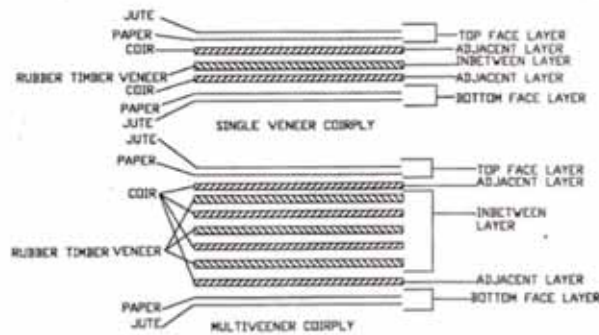 JUTE
PAPER
TOP FACE LAYER
COIR
ADJACENT LAYER
INBETWEEN LAYER
RUBBER TIMBER VENEER
ADJACENT LAYER
COIR
PAPER
BOTTOM FACE LAYER
JUTE
SINGLE VENEER COIRPLY
JUTE
PAPER
TOP FACE LAYER
ADJACENT LAYER
COIR
INBETWEEN
LAYER
RUBBER TIMBER VENEER
ADJACENT LAYER
PAPER
BOTTOM FACE LAYER
JUTE
MULTIVEENER COIRPLY